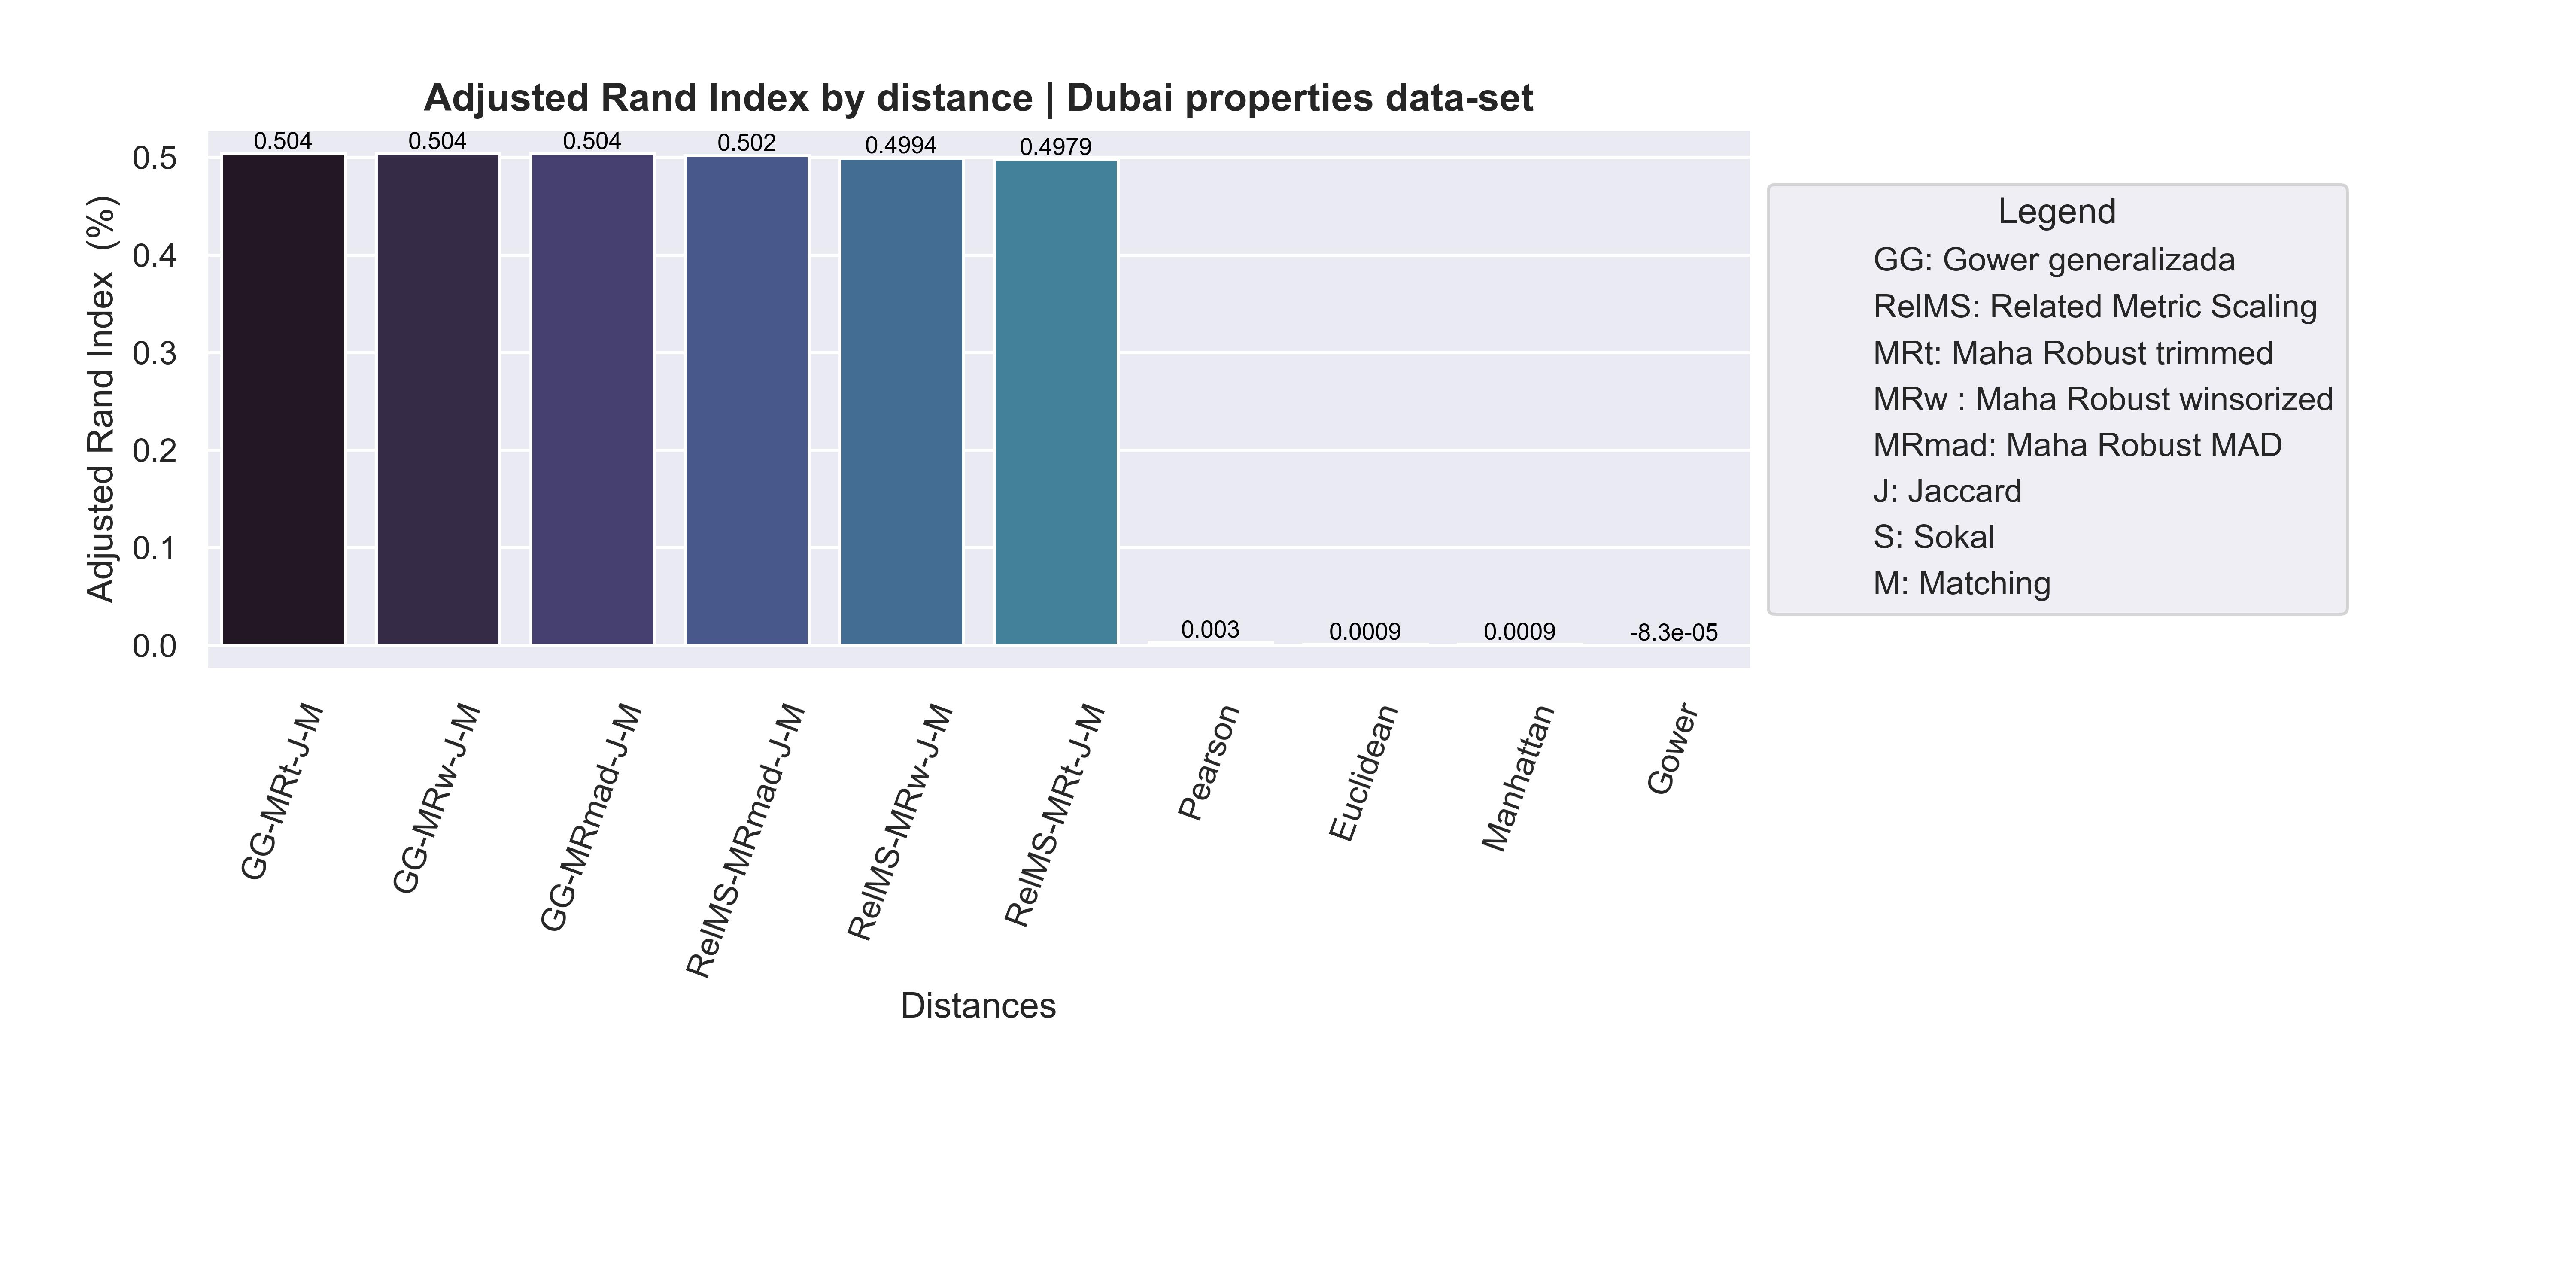 Adjusted Rand Index by distance | Dubai properties data-set
0.504
0.504
0.504
0.502
0.4994
0.4979
0.003
0.0009
0.0009
-8.3e-05
Adjusted Rand Index (%)
0.5
0.4
0.3
0.2
0.1
0.0
GG-MRt-J-M
GG-MRw-J-M
GG-MRmad-J-M
RelMS-MRmad-J-M
RelMS-MRw-J-M
RelMS-MRt-J-M
Pearson
Euclidean
Manhattan
Gower
Distances
Legend
GG: Gower generalizada
RelMS: Related Metric Scaling
MRt: Maha Robust trimmed
MRw : Maha Robust winsorized
MRmad: Maha Robust MAD
J: Jaccard
S: Sokal
M: Matching